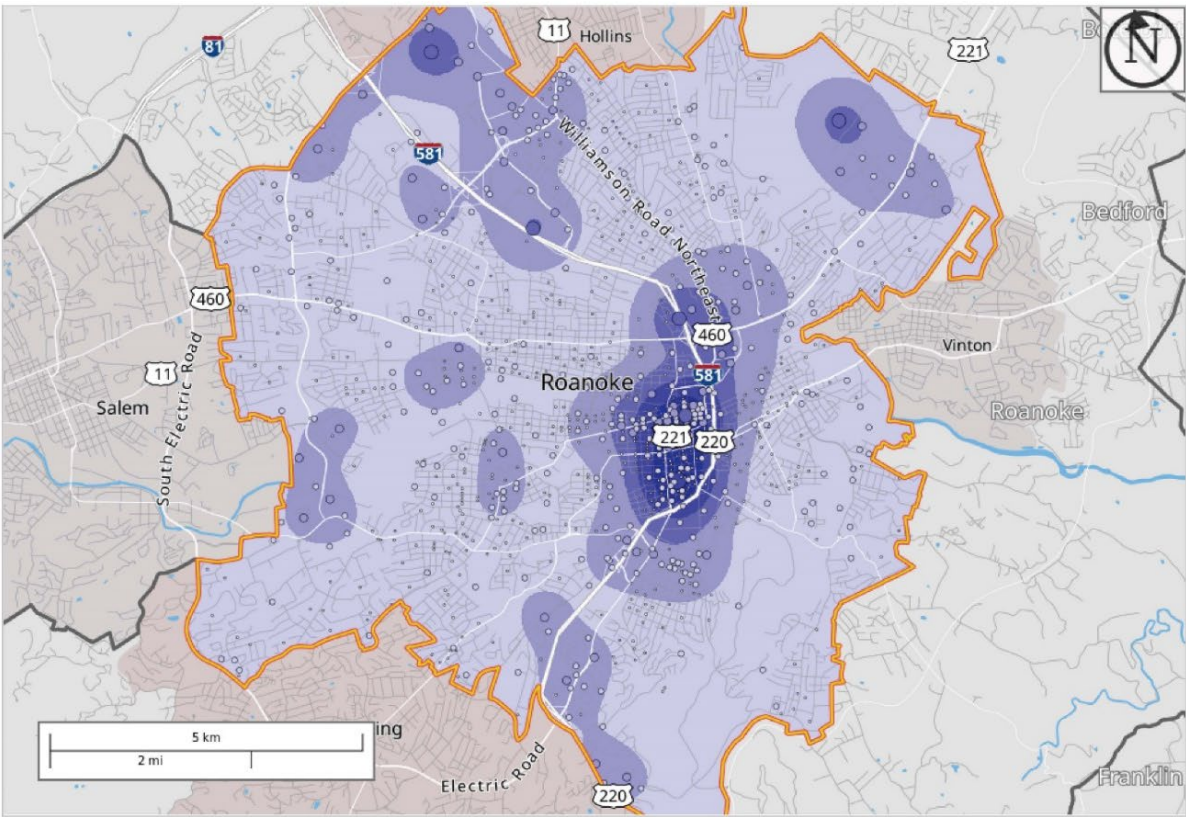 81
11
Hollins
221
N
581
Williamson Road Northeast
Bedford
460
460
11
Salem
South Electric Road
Roanoke
581
Vinton
Roanoke
221
220
5 km
2 mi
ing
Electric Road
220
Franklin